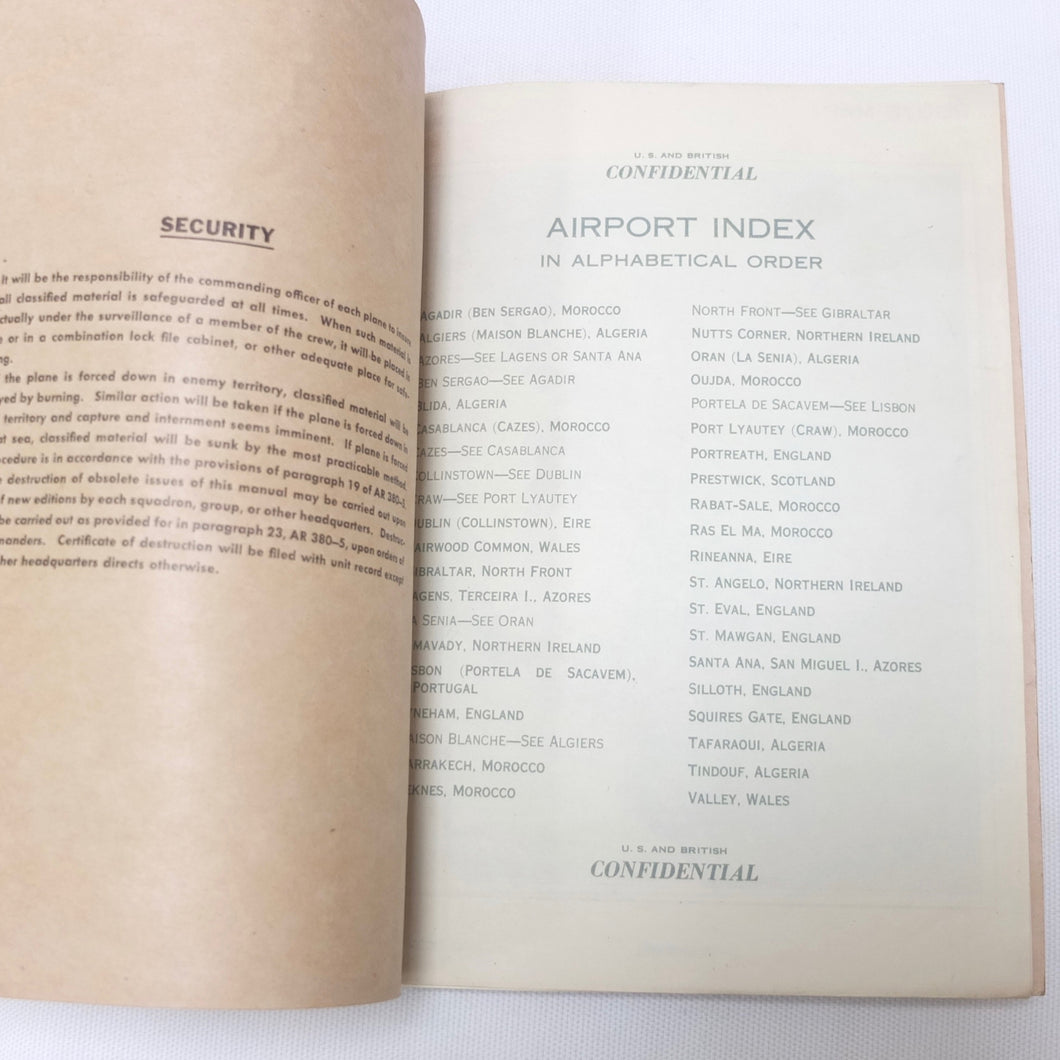 SECURITY
it will be the responsibility of the commanding officer of each plane to insure
all classified material is safeguarded at all times. When such material is
ctually under the surveillance of a member of the crew, it will be placed in
e or in a combination lock file cabinet, or other adequate place for safe-
ng.
the plane is forced down in enemy territory, classified material will be
yed by burning. Similar action will be taken if the plane is forced down in
territory and capture and internment seems imminent. If plane is forced
at sea, classified material will be sunk by the most practicable method.
ocedure is in accordance with the provisions of paragraph 19 of AR 380-5.
e destruction of obsolete issues of this manual may be carried out upon
of new editions by each squadron, group, or other headquarters. Destruc-
be carried out as provided for in paragraph 23, AR 380-5, upon orders of
manders. Certificate of destruction will be filed with unit record except
her headquarters directs otherwise.
U. S. AND BRITISH
CONFIDENTIAL
AIRPORT INDEX
IN ALPHABETICAL ORDER
AGADIR (BEN SERGAO), MOROCCO
ALGIERS (MAISON BLANCHE), ALGERIA
AZORES—SEE LAGENS OR SANTA ANA
BEN SERGAO—SEE AGADIR
BLIDA, ALGERIA
CASABLANCA (CAZES), MOROCCO
CAZES—SEE CASABLANCA
COLLINSTOWN—SEE DUBLIN
CRAW—SEE PORT LYAUTEY
DUBLIN (COLLINSTOWN), EIRE
AIRWOOD COMMON, WALES
GIBRALTAR, NORTH FRONT
AGENS, TERCEIRA I., AZORES
A SENIA—SEE ORAN
MAVADY, NORTHERN IRELAND
ISBON (PORTELA DE SACAVEM),
PORTUGAL
YNEHAM, ENGLAND
AISON BLANCHE—SEE ALGIERS
ARRAKECH, MOROCCO
EKNES, MOROCCO
NORTH FRONT—SEE GIBRALTAR
NUTTS CORNER, NORTHERN IRELAND
ORAN (LA SENIA), ALGERIA
OUJDA, MOROCCO
PORTELA DE SACAVEM—SEE LISBON
PORT LYAUTEY (CRAW), MOROCCO
PORTREATH, ENGLAND
PRESTWICK, SCOTLAND
RABAT-SALE, MOROCCO
RAS EL MA, MOROCCO
RINEANNA, EIRE
ST. ANGELO, NORTHERN IRELAND
ST. EVAL, ENGLAND
ST. MAWGAN, ENGLAND
SANTA ANA, SAN MIGUEL I., AZORES
SILLOTH, ENGLAND
SQUIRES GATE, ENGLAND
TAFARAOUI, ALGERIA
TINDOUF, ALGERIA
VALLEY, WALES
U. S. AND BRITISH
CONFIDENTIAL